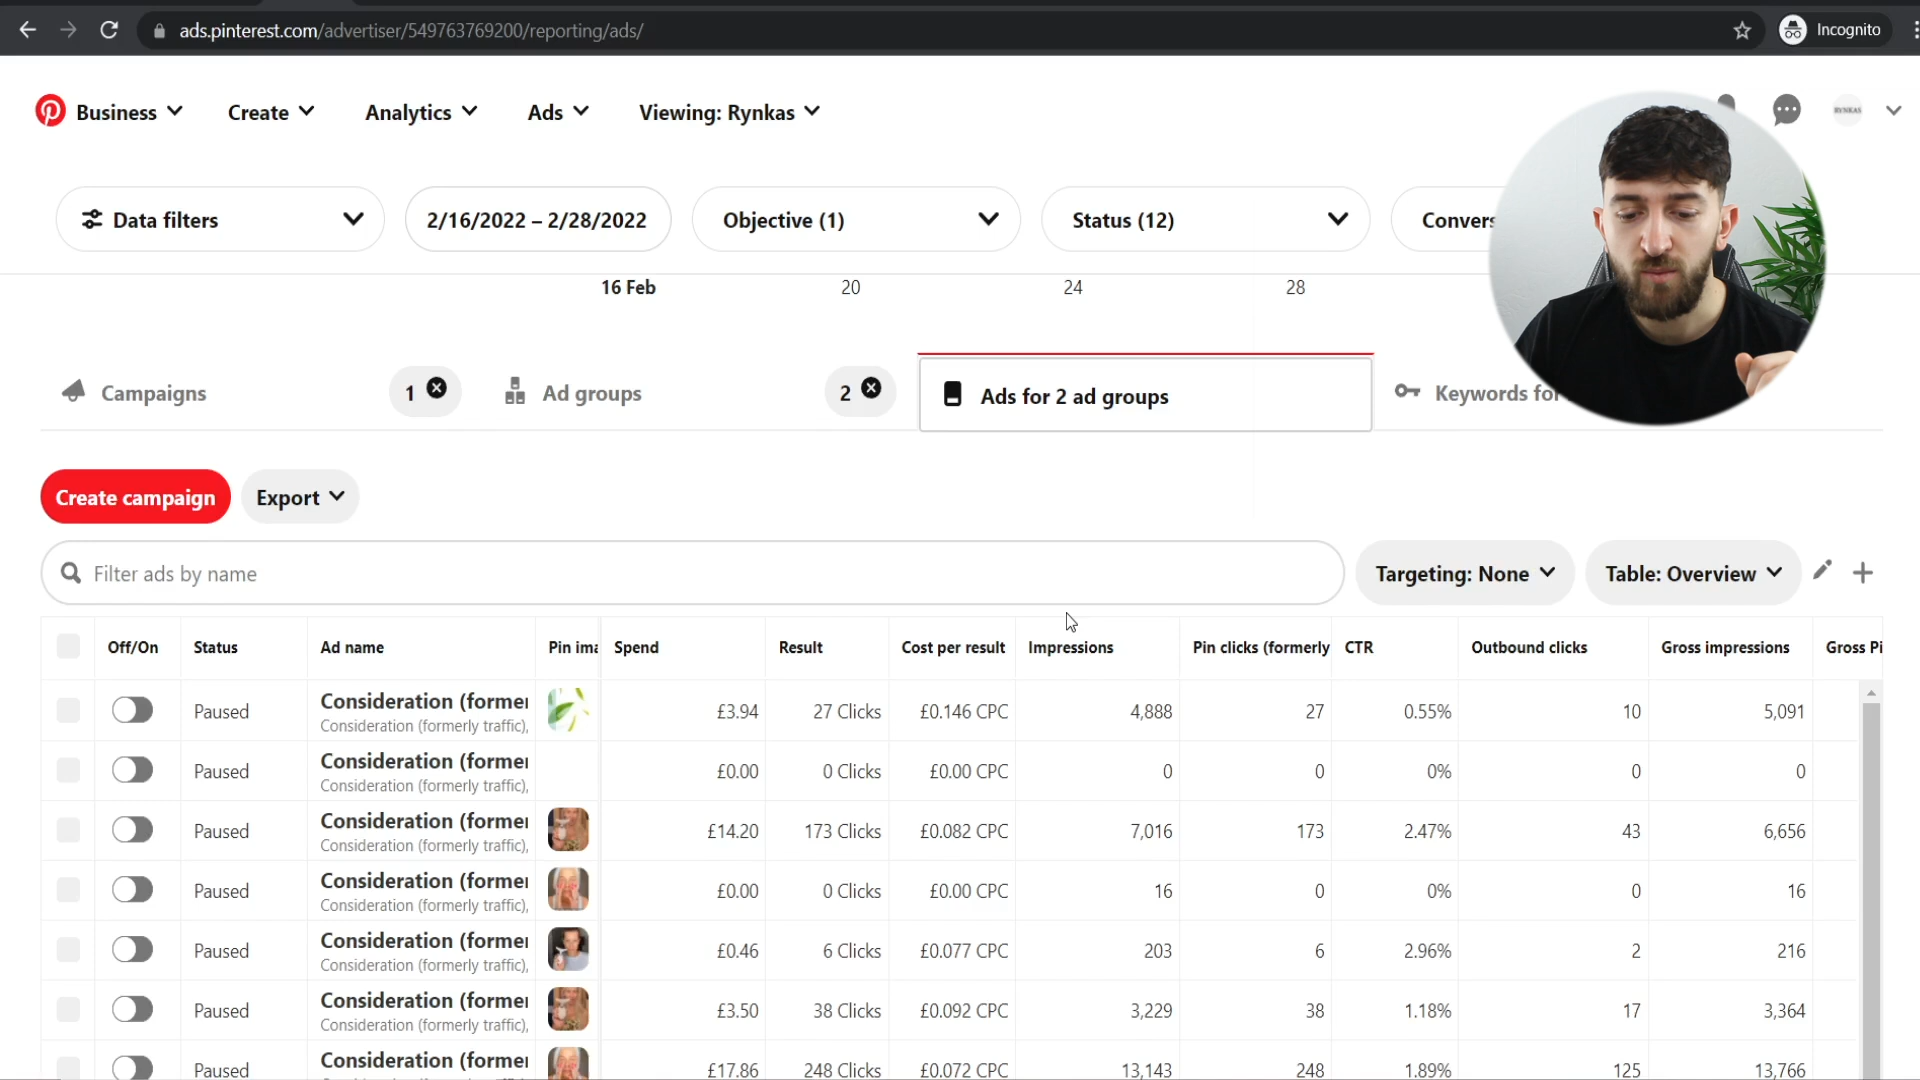 ads.pinterest.com/advertiser/549763769200/reporting/ads/
Incognito
Business Create Analytics Ads Viewing: Rynkas
RYNKAS
Data filters 2/16/2022 – 2/28/2022 Objective (1) Status (12) Convers
16 Feb 20 24 28
Campaigns 1 Ad groups 2 Ads for 2 ad groups Keywords for
Create campaign Export
Filter ads by name Targeting: None Table: Overview
Off/On Status Ad name Pin ima Spend Result Cost per result Impressions Pin clicks (formerly CTR Outbound clicks Gross impressions Gross Pi
Paused Consideration (former £3.94 27 Clicks £0.146 CPC 4,888 27 0.55% 10 5,091
Consideration (formerly traffic),
Paused Consideration (former £0.00 0 Clicks £0.00 CPC 0 0 0% 0 0
Consideration (formerly traffic),
Paused Consideration (former £14.20 173 Clicks £0.082 CPC 7,016 173 2.47% 43 6,656
Consideration (formerly traffic),
Paused Consideration (former £0.00 0 Clicks £0.00 CPC 16 0 0% 0 16
Consideration (formerly traffic),
Paused Consideration (former £0.46 6 Clicks £0.077 CPC 203 6 2.96% 2 216
Consideration (formerly traffic),
Paused Consideration (former £3.50 38 Clicks £0.092 CPC 3,229 38 1.18% 17 3,364
Consideration (formerly traffic),
Paused Consideration (former £17.86 248 Clicks £0.072 CPC 13,143 248 1.89% 125 13,766